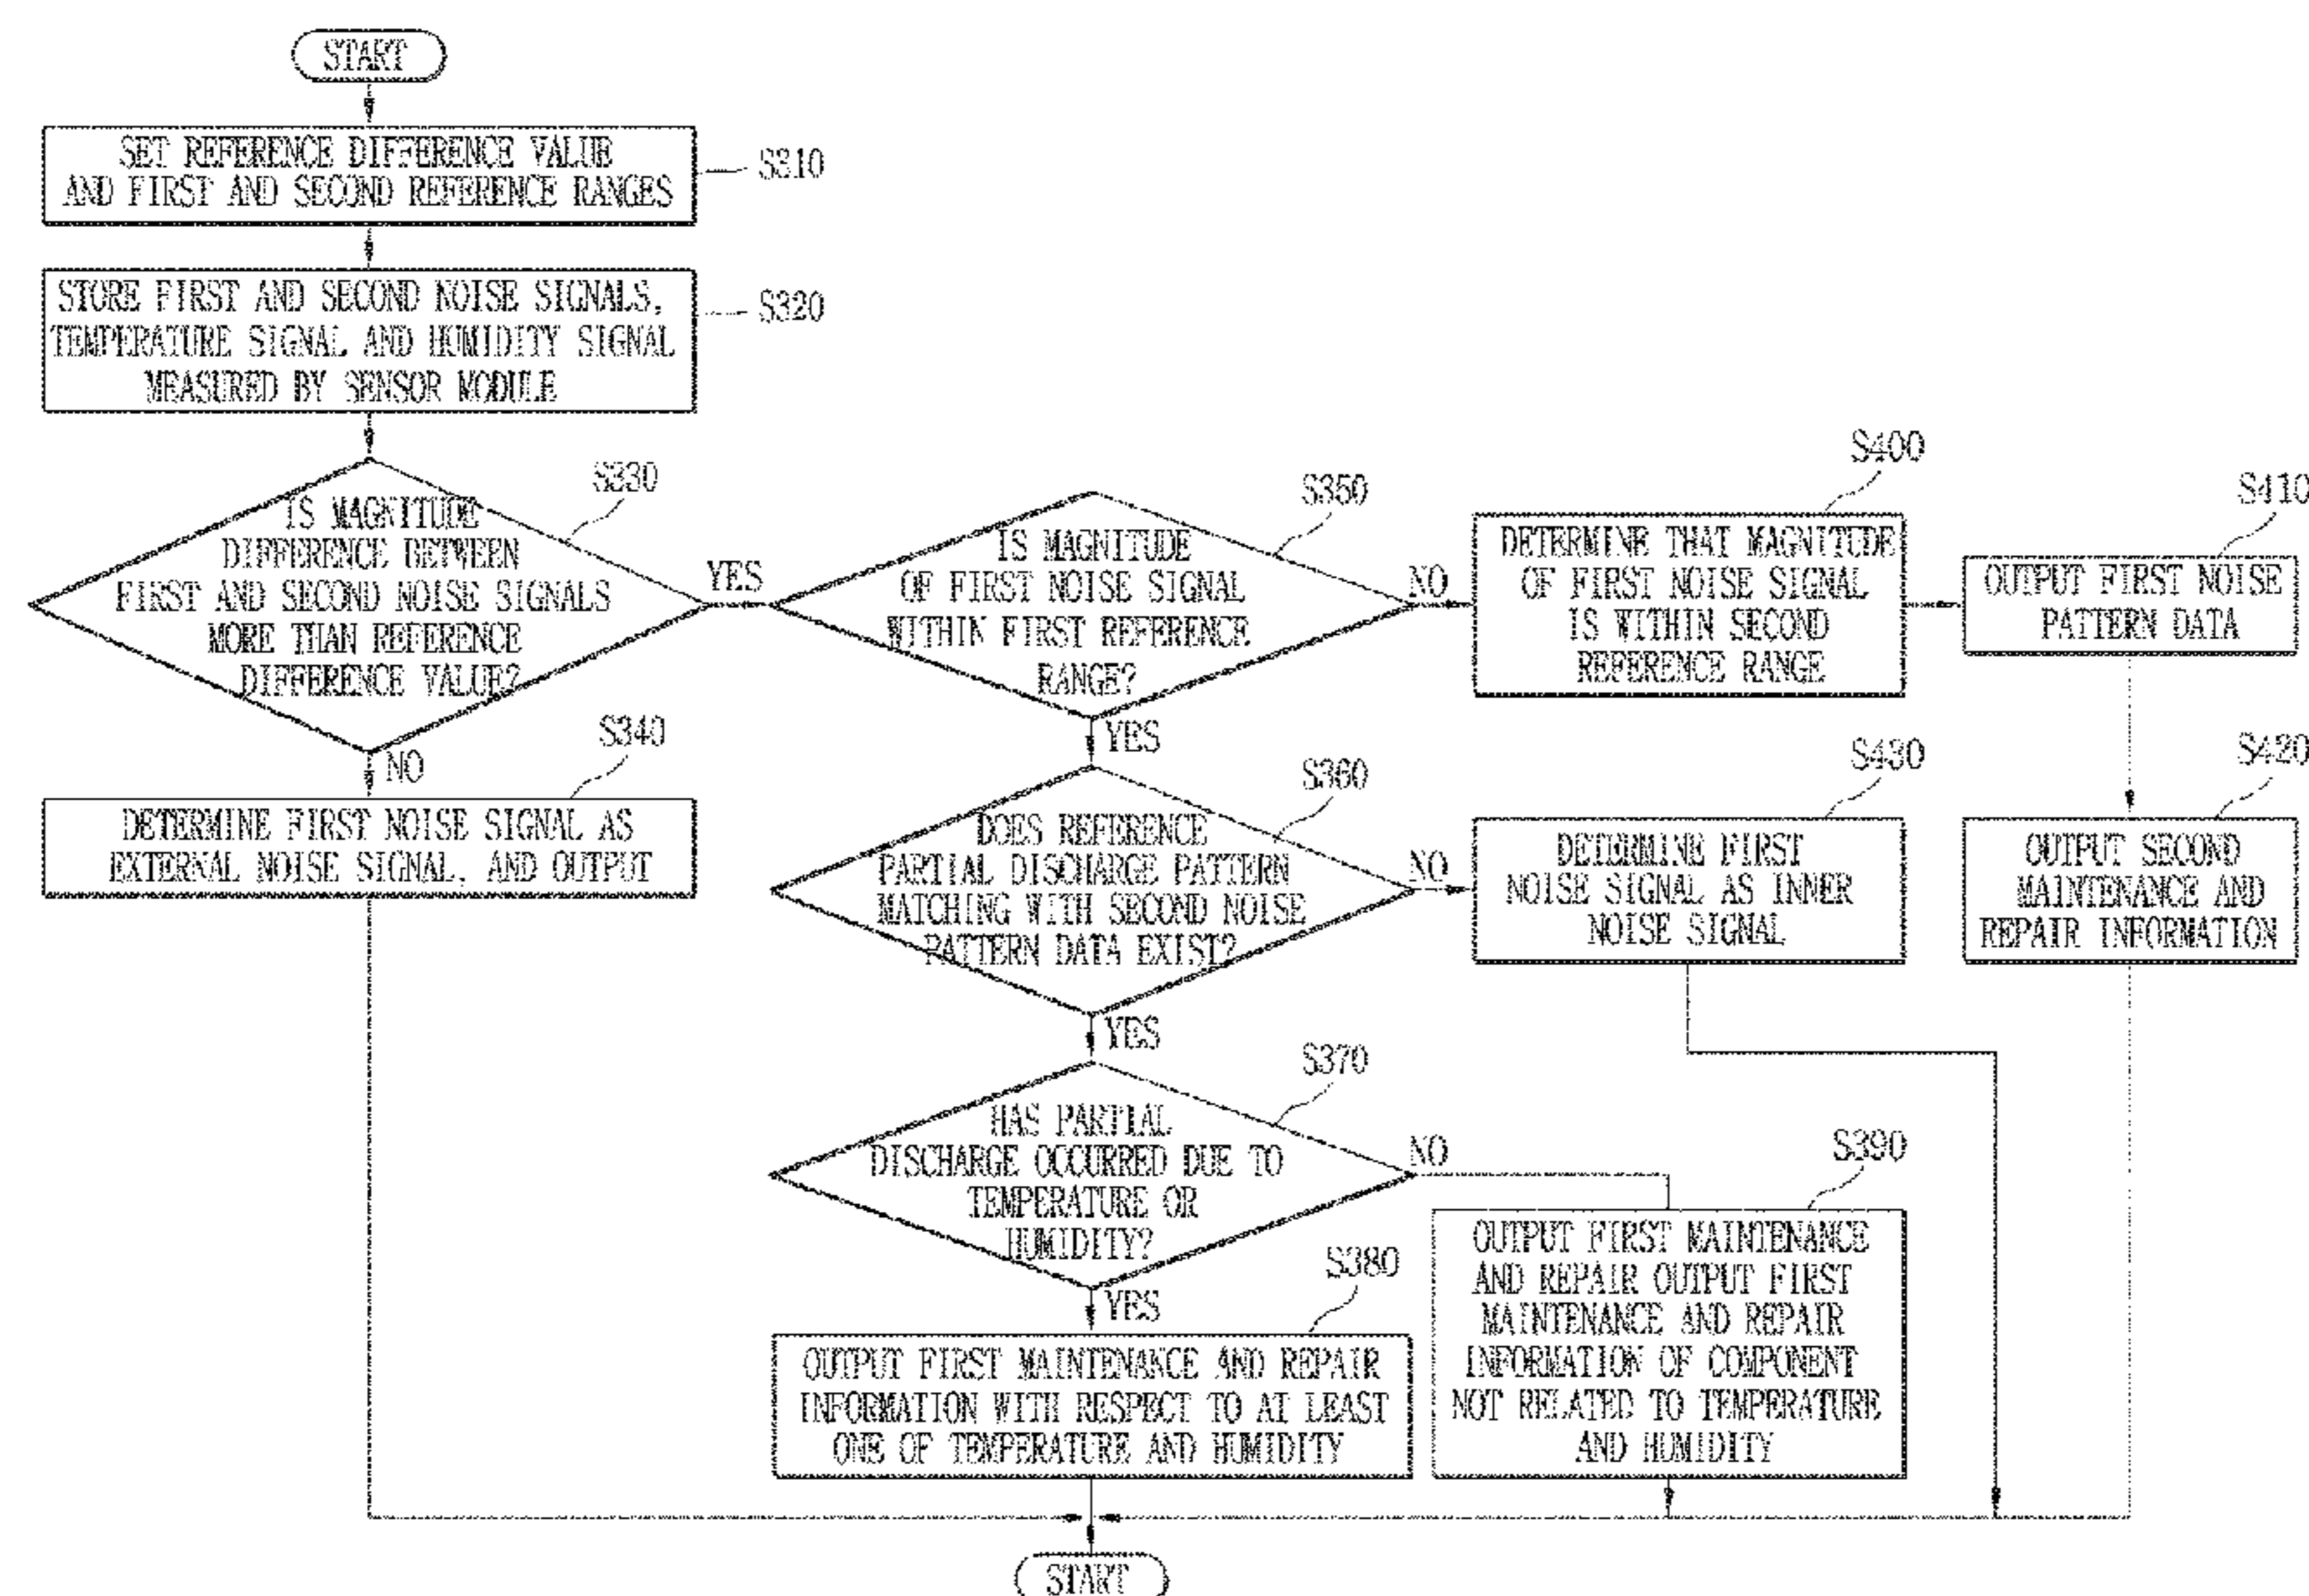 START
SET REFERENCE DIFFERENCE VALUE
AND FIRST AND SECOND REFERENCE RANGES
S310
STORE FIRST AND SECOND NOISE SIGNALS,
TEMPERATURE SIGNAL AND HUMIDITY SIGNAL
MEASURED BY SENSOR MODULE
S320
IS MAGNITUDE
DIFFERENCE BETWEEN
FIRST AND SECOND NOISE SIGNALS
MORE THAN REFERENCE
DIFFERENCE VALUE?
S330
YES
NO
DETERMINE FIRST NOISE SIGNAL AS
EXTERNAL NOISE SIGNAL, AND OUTPUT
S340
IS MAGNITUDE
OF FIRST NOISE SIGNAL
WITHIN FIRST REFERENCE
RANGE?
S350
NO
YES
DETERMINE THAT MAGNITUDE
OF FIRST NOISE SIGNAL
IS WITHIN SECOND
REFERENCE RANGE
S400
OUTPUT FIRST NOISE
PATTERN DATA
S410
OUTPUT SECOND
MAINTENANCE AND
REPAIR INFORMATION
S420
DOES REFERENCE
PARTIAL DISCHARGE PATTERN
MATCHING WITH SECOND NOISE
PATTERN DATA EXIST?
S360
NO
YES
DETERMINE FIRST
NOISE SIGNAL AS INNER
NOISE SIGNAL
S430
HAS PARTIAL
DISCHARGE OCCURRED DUE TO
TEMPERATURE OR
HUMIDITY?
S370
NO
YES
OUTPUT FIRST MAINTENANCE AND REPAIR
INFORMATION WITH RESPECT TO AT LEAST
ONE OF TEMPERATURE AND HUMIDITY
S380
OUTPUT FIRST MAINTENANCE
AND REPAIR OUTPUT FIRST
MAINTENANCE AND REPAIR
INFORMATION OF COMPONENT
NOT RELATED TO TEMPERATURE
AND HUMIDITY
S390
START